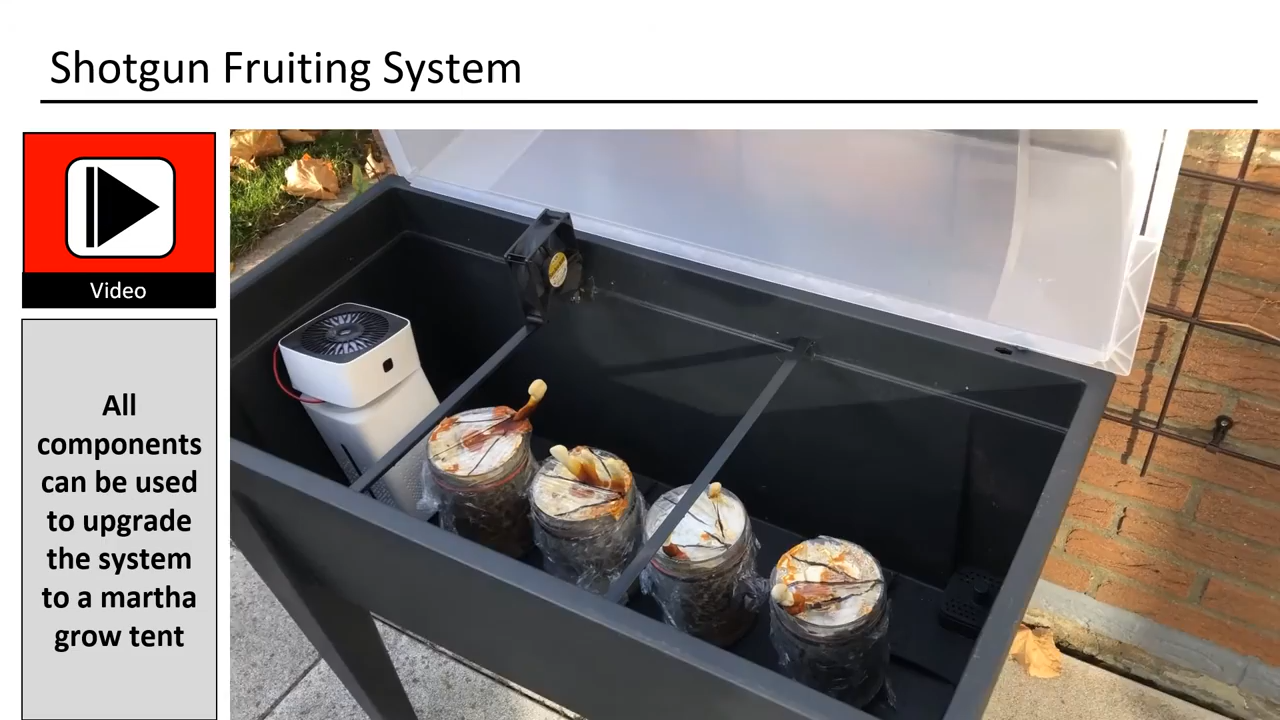 Shotgun Fruiting System
Video
All
components
can be used
to upgrade
the system
to a martha
grow tent